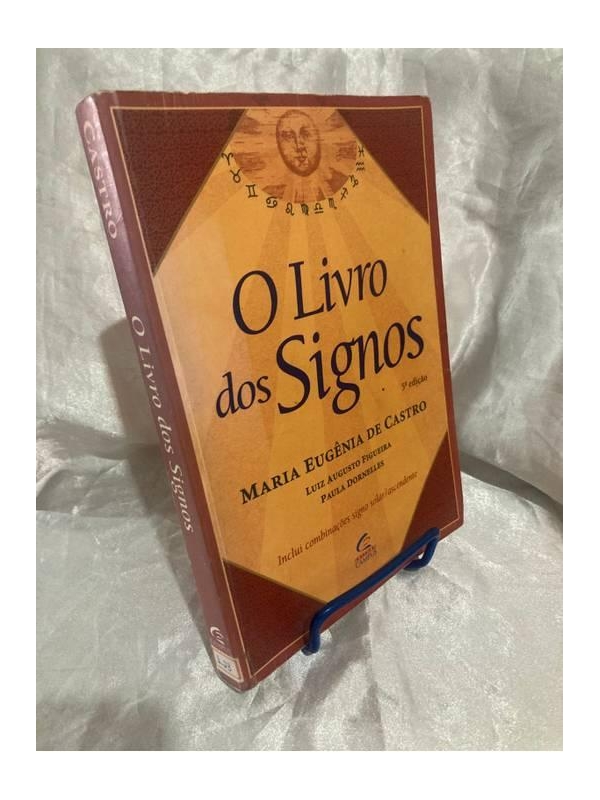 O Livro
dos Signos
5ª edição
MARIA EUGÊNIA DE CASTRO
LUIZ AUGUSTO FIGUEIRA
PAULA DORNELLES
Inclui combinações signo solar/ascendente
CAMPUS
CASTRO
O Livro dos Signos